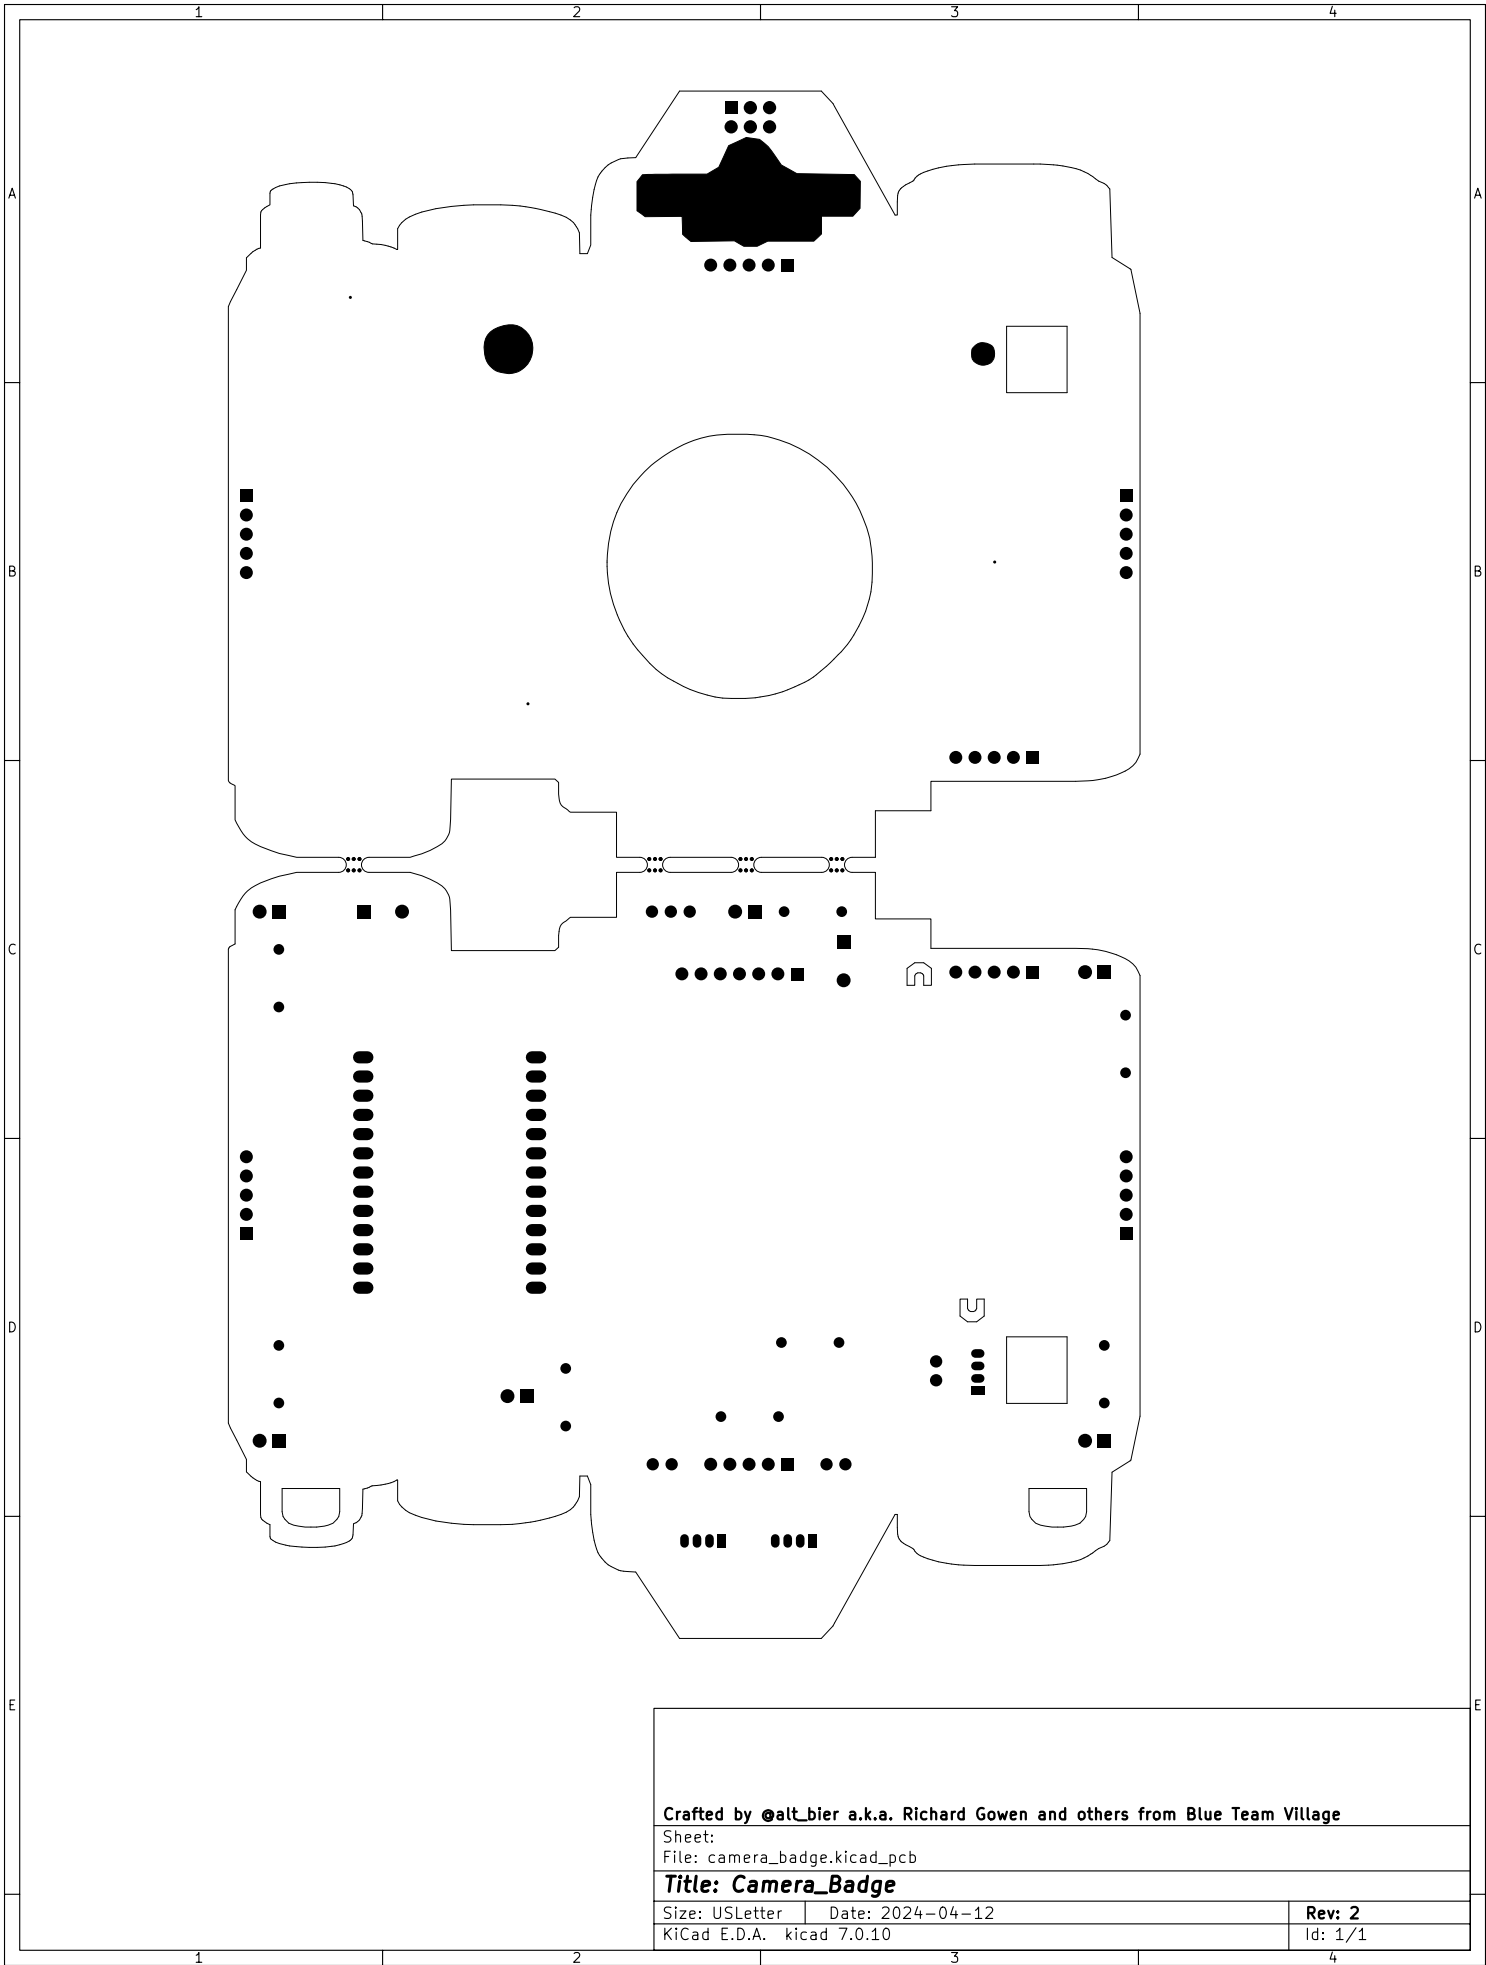 1 2 3 4
A A
B B
C C
D D
E E
Crafted by @alt_bier a.k.a. Richard Gowen and others from Blue Team Village
Sheet:
File: camera_badge.kicad_pcb
Title: Camera_Badge
Size: USLetter Date: 2024-04-12 Rev: 2
KiCad E.D.A. kicad 7.0.10 Id: 1/1
1 2 3 4